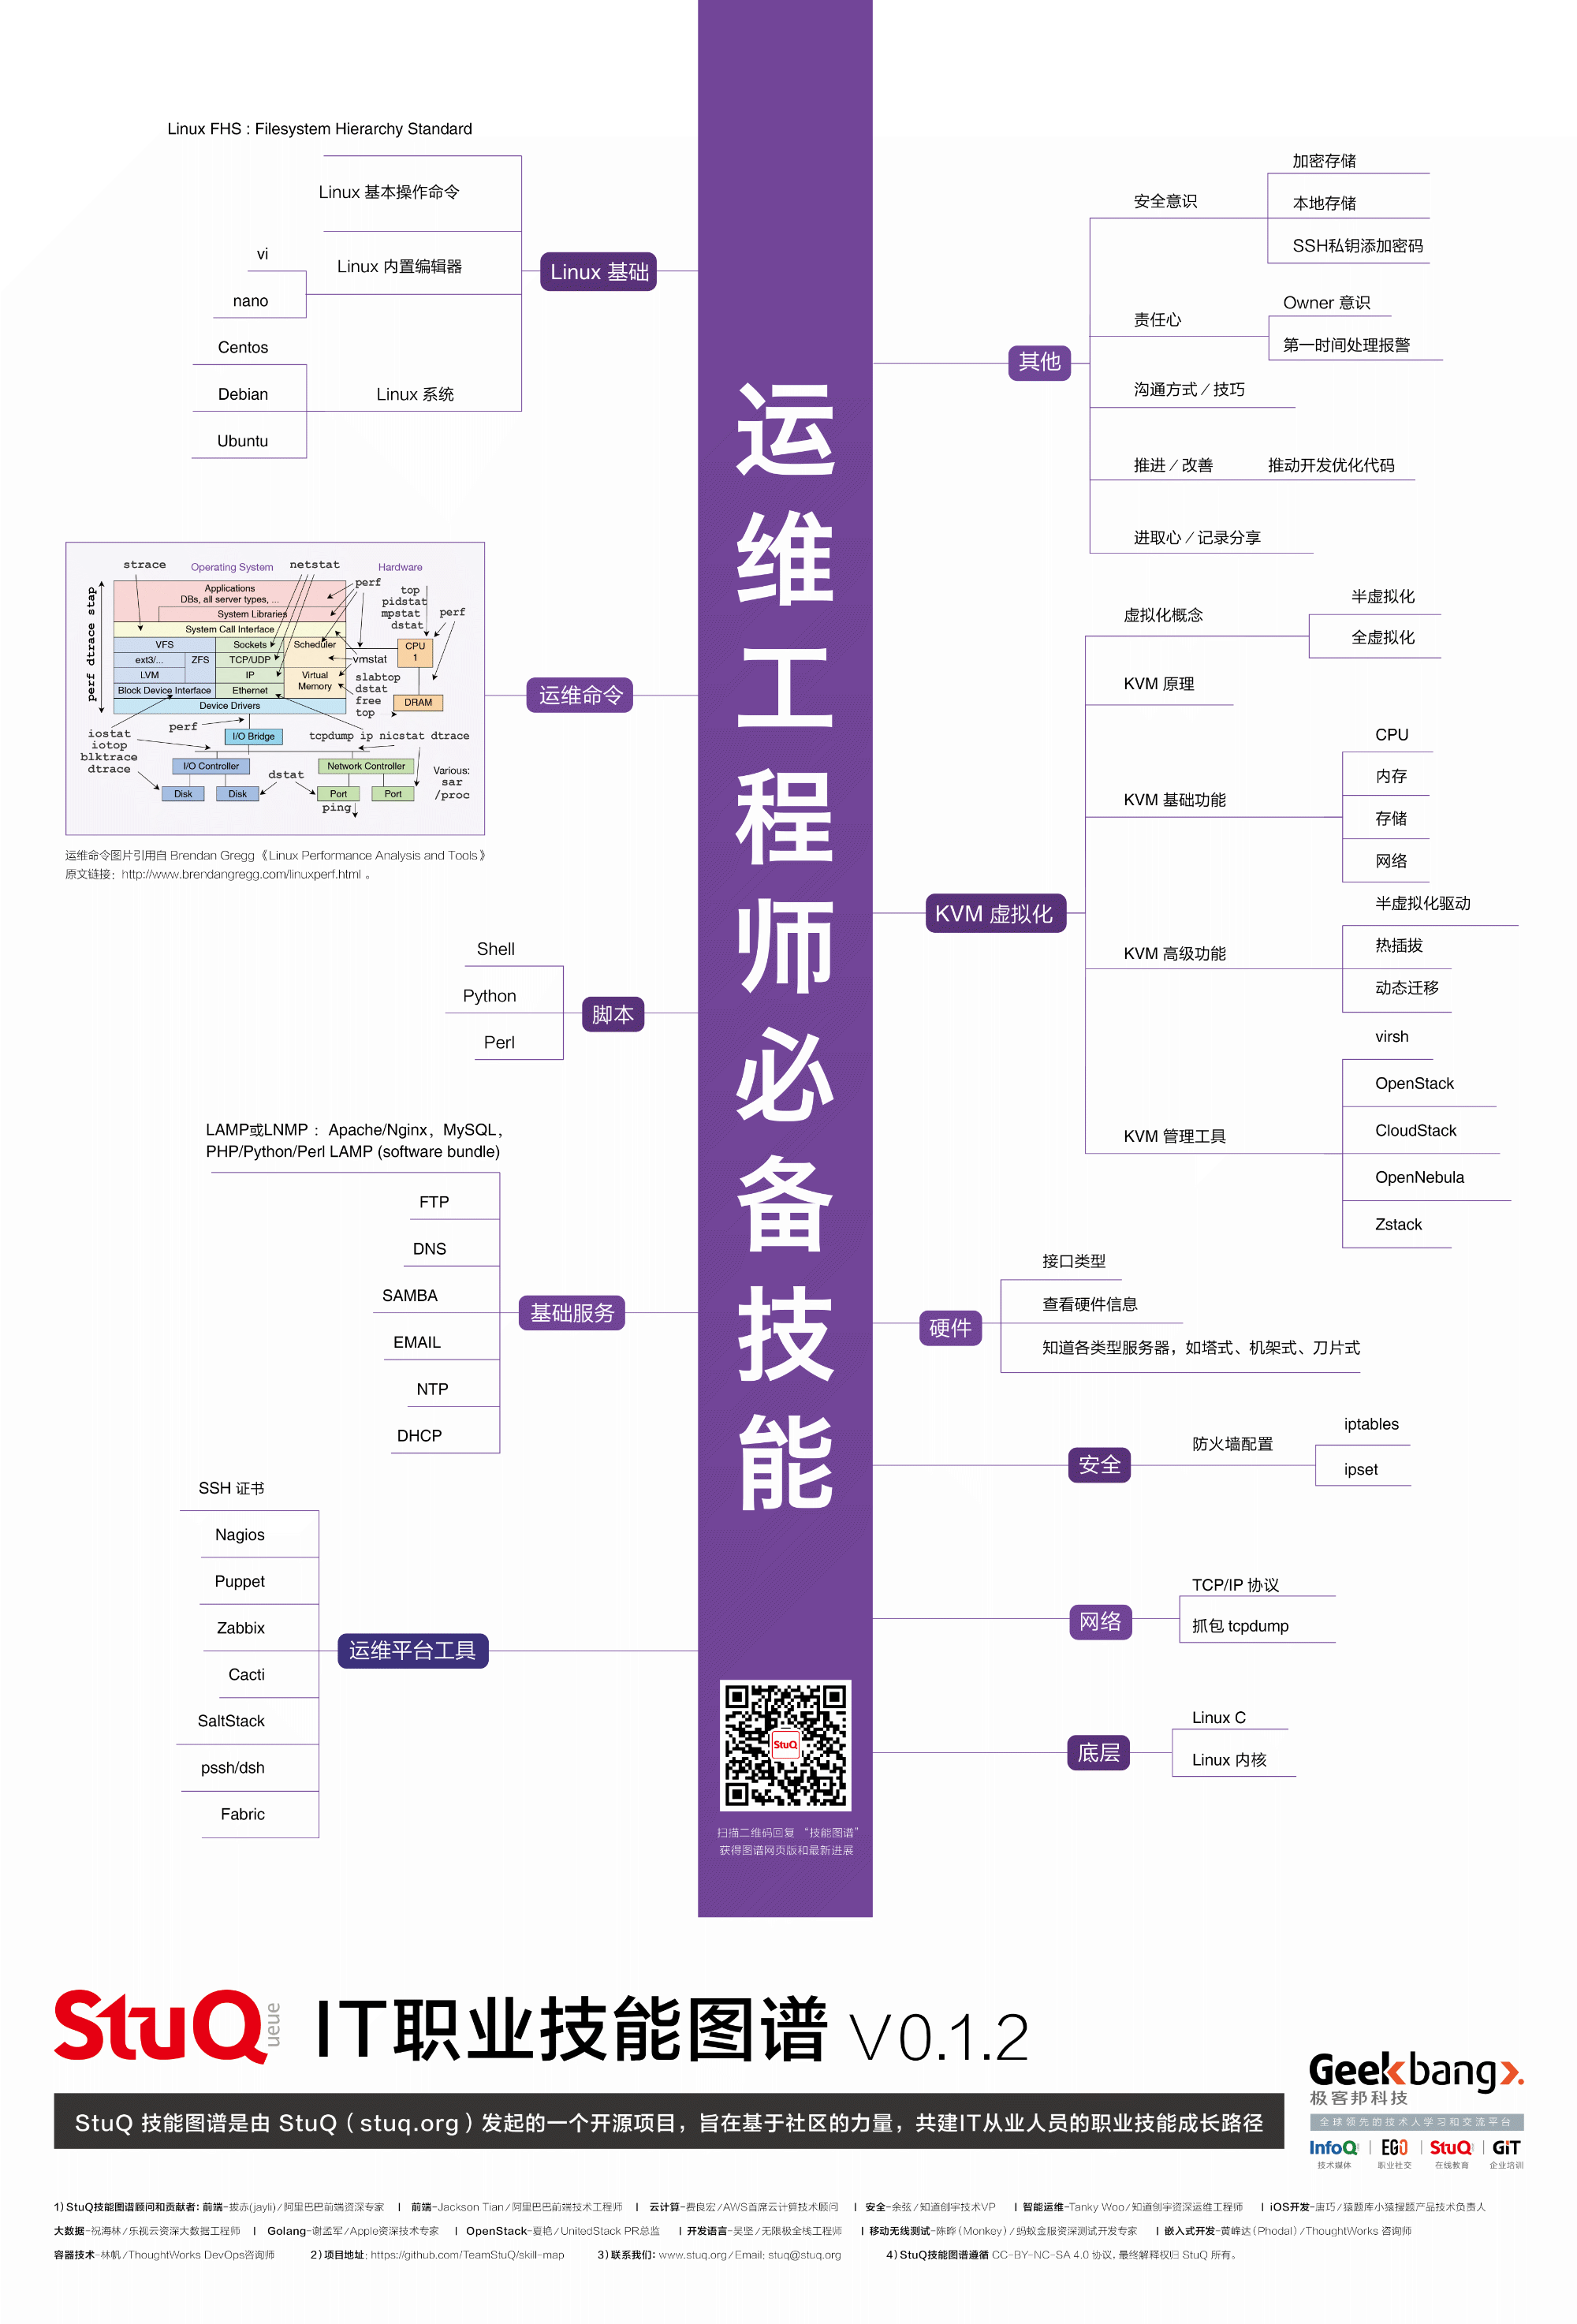 运维工程师必备技能
Linux FHS : Filesystem Hierarchy Standard
Linux 基本操作命令
vi
Linux 内置编辑器
nano
Linux 基础
Centos
Debian
Linux 系统
Ubuntu
strace
Operating System
netstat
Hardware
perf dtrace stap
Applications
DBs, all server types, ...
System Libraries
System Call Interface
VFS
Sockets
Scheduler
ext3/...
ZFS
TCP/UDP
LVM
IP
Virtual
Memory
Block Device Interface
Ethernet
Device Drivers
perf
top
pidstat
mpstat
dstat
perf
CPU
1
vmstat
slabtop
dstat
free
top
DRAM
iostat
iotop
blktrace
dtrace
perf
I/O Bridge
tcpdump ip nicstat dtrace
I/O Controller
Network Controller
dstat
Various:
sar
/proc
Disk
Disk
Port
Port
ping
运维命令
运维命令图片引用自 Brendan Gregg《Linux Performance Analysis and Tools》
原文链接：http://www.brendangregg.com/linuxperf.html 。
Shell
Python
脚本
Perl
LAMP或LNMP ：Apache/Nginx，MySQL，
PHP/Python/Perl LAMP (software bundle)
FTP
DNS
SAMBA
基础服务
EMAIL
NTP
DHCP
SSH 证书
Nagios
Puppet
Zabbix
运维平台工具
Cacti
SaltStack
pssh/dsh
Fabric
加密存储
安全意识
本地存储
SSH私钥添加密码
Owner 意识
责任心
第一时间处理报警
其他
沟通方式／技巧
推进／改善
推动开发优化代码
进取心／记录分享
半虚拟化
虚拟化概念
全虚拟化
KVM 原理
CPU
内存
KVM 基础功能
存储
网络
KVM 虚拟化
半虚拟化驱动
热插拔
KVM 高级功能
动态迁移
virsh
OpenStack
CloudStack
KVM 管理工具
OpenNebula
Zstack
接口类型
查看硬件信息
硬件
知道各类型服务器，如塔式、机架式、刀片式
iptables
防火墙配置
安全
ipset
TCP/IP 协议
网络
抓包 tcpdump
Linux C
底层
Linux 内核
StuQ
扫描二维码回复 “技能图谱”
获得图谱网页版和最新进展
StuQ ueue IT职业技能图谱 V0.1.2
StuQ 技能图谱是由 StuQ（stuq.org）发起的一个开源项目，旨在基于社区的力量，共建IT从业人员的职业技能成长路径
Geekbang>.
极客邦科技
全球领先的技术人学习和交流平台
InfoQ | EGO | StuQ | GiT
技术媒体 职业社交 在线教育 企业培训
1）StuQ技能图谱顾问和贡献者：前端-拔赤(jayli)/阿里巴巴前端资深专家 | 前端-Jackson Tian/阿里巴巴前端技术工程师 | 云计算-费良宏/AWS首席云计算技术顾问 | 安全-余弦/知道创宇技术VP | 智能运维-Tanky Woo/知道创宇资深运维工程师 | iOS开发-唐巧/猿题库小猿搜题产品技术负责人
大数据-祝海林/乐视云资深大数据工程师 | Golang-谢孟军/Apple资深技术专家 | OpenStack-夏艳/UnitedStack PR总监 | 开发语言-吴坚/无限极全栈工程师 | 移动无线测试-陈晔（Monkey）/蚂蚁金服资深测试开发专家 | 嵌入式开发-黄峰达（Phodal）/ThoughtWorks 咨询师
容器技术-林帆/ThoughtWorks DevOps咨询师 2）项目地址：https://github.com/TeamStuQ/skill-map 3）联系我们：www.stuq.org/Email: stuq@stuq.org 4）StuQ技能图谱遵循 CC-BY-NC-SA 4.0 协议，最终解释权归 StuQ 所有。